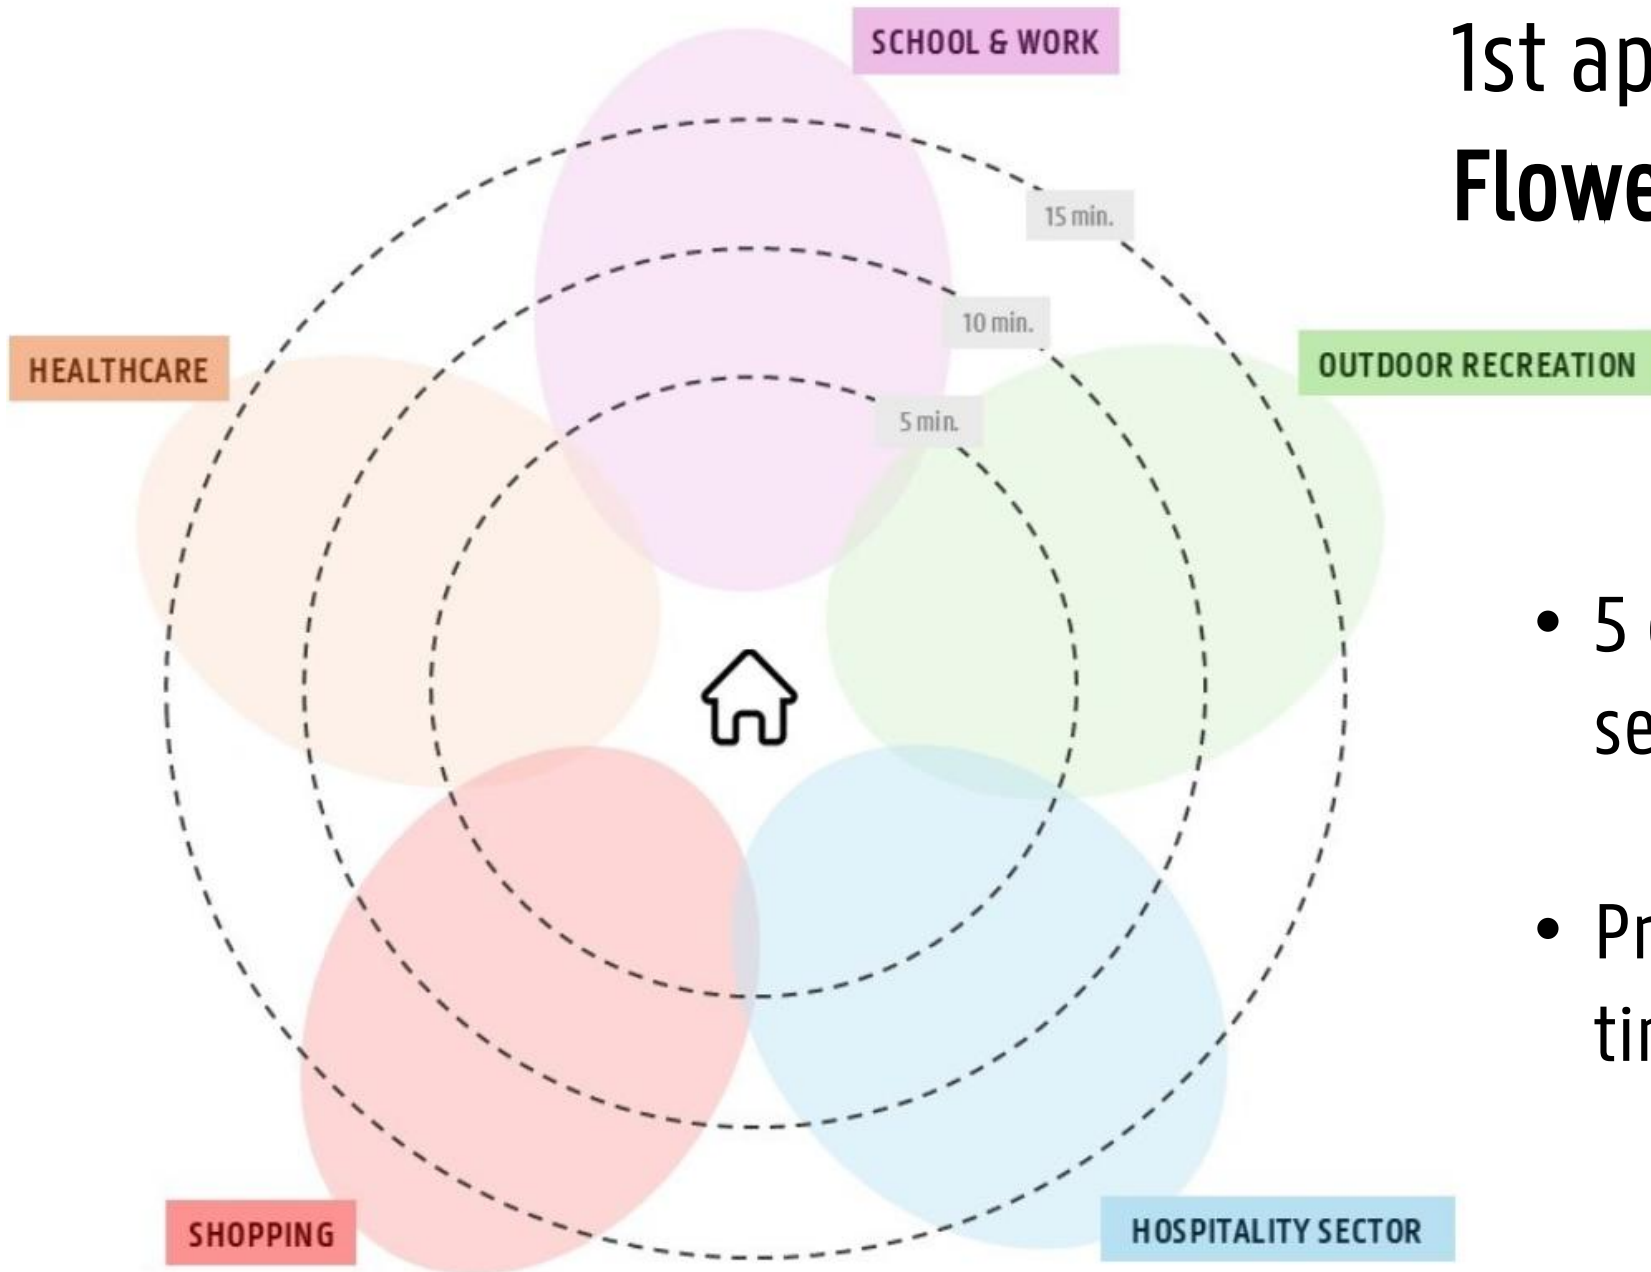 SCHOOL & WORK
15 min.
10 min.
5 min.
HEALTHCARE
OUTDOOR RECREATION
SHOPPING
HOSPITALITY SECTOR
1st ap
Flowe
• 5
se
• Pr
tir